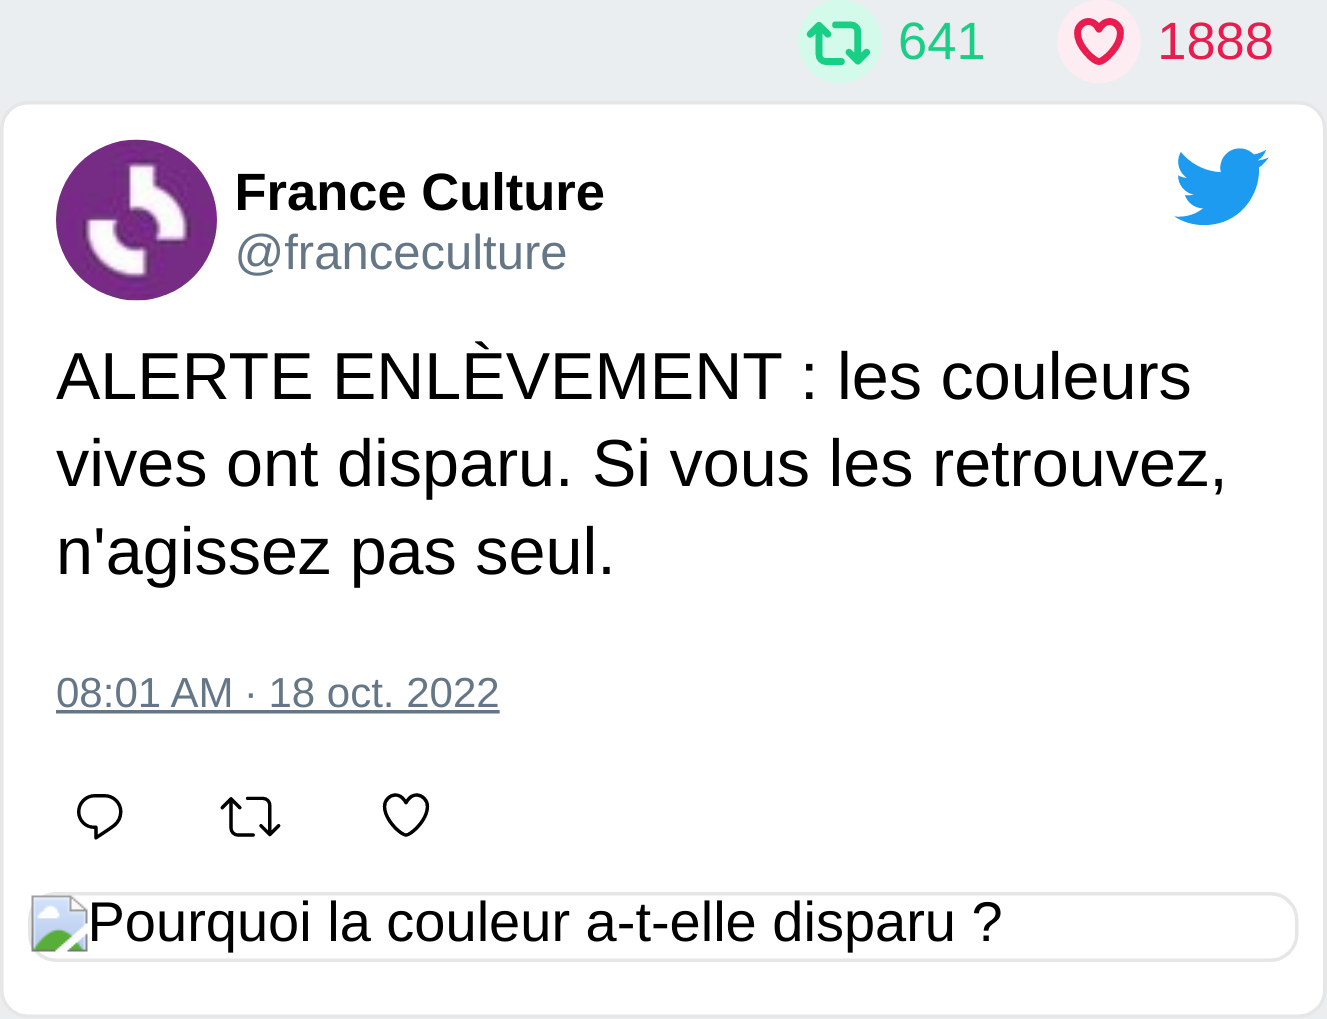 641 1888
France Culture
@franceculture
ALERTE ENLÈVEMENT : les couleurs
vives ont disparu. Si vous les retrouvez,
n'agissez pas seul.
08:01 AM · 18 oct. 2022
Pourquoi la couleur a-t-elle disparu ?